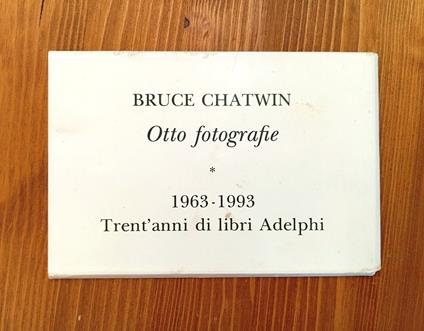 BRUCE CHATWIN
Otto fotografie
*
1963-1993
Trent'anni di libri Adelphi